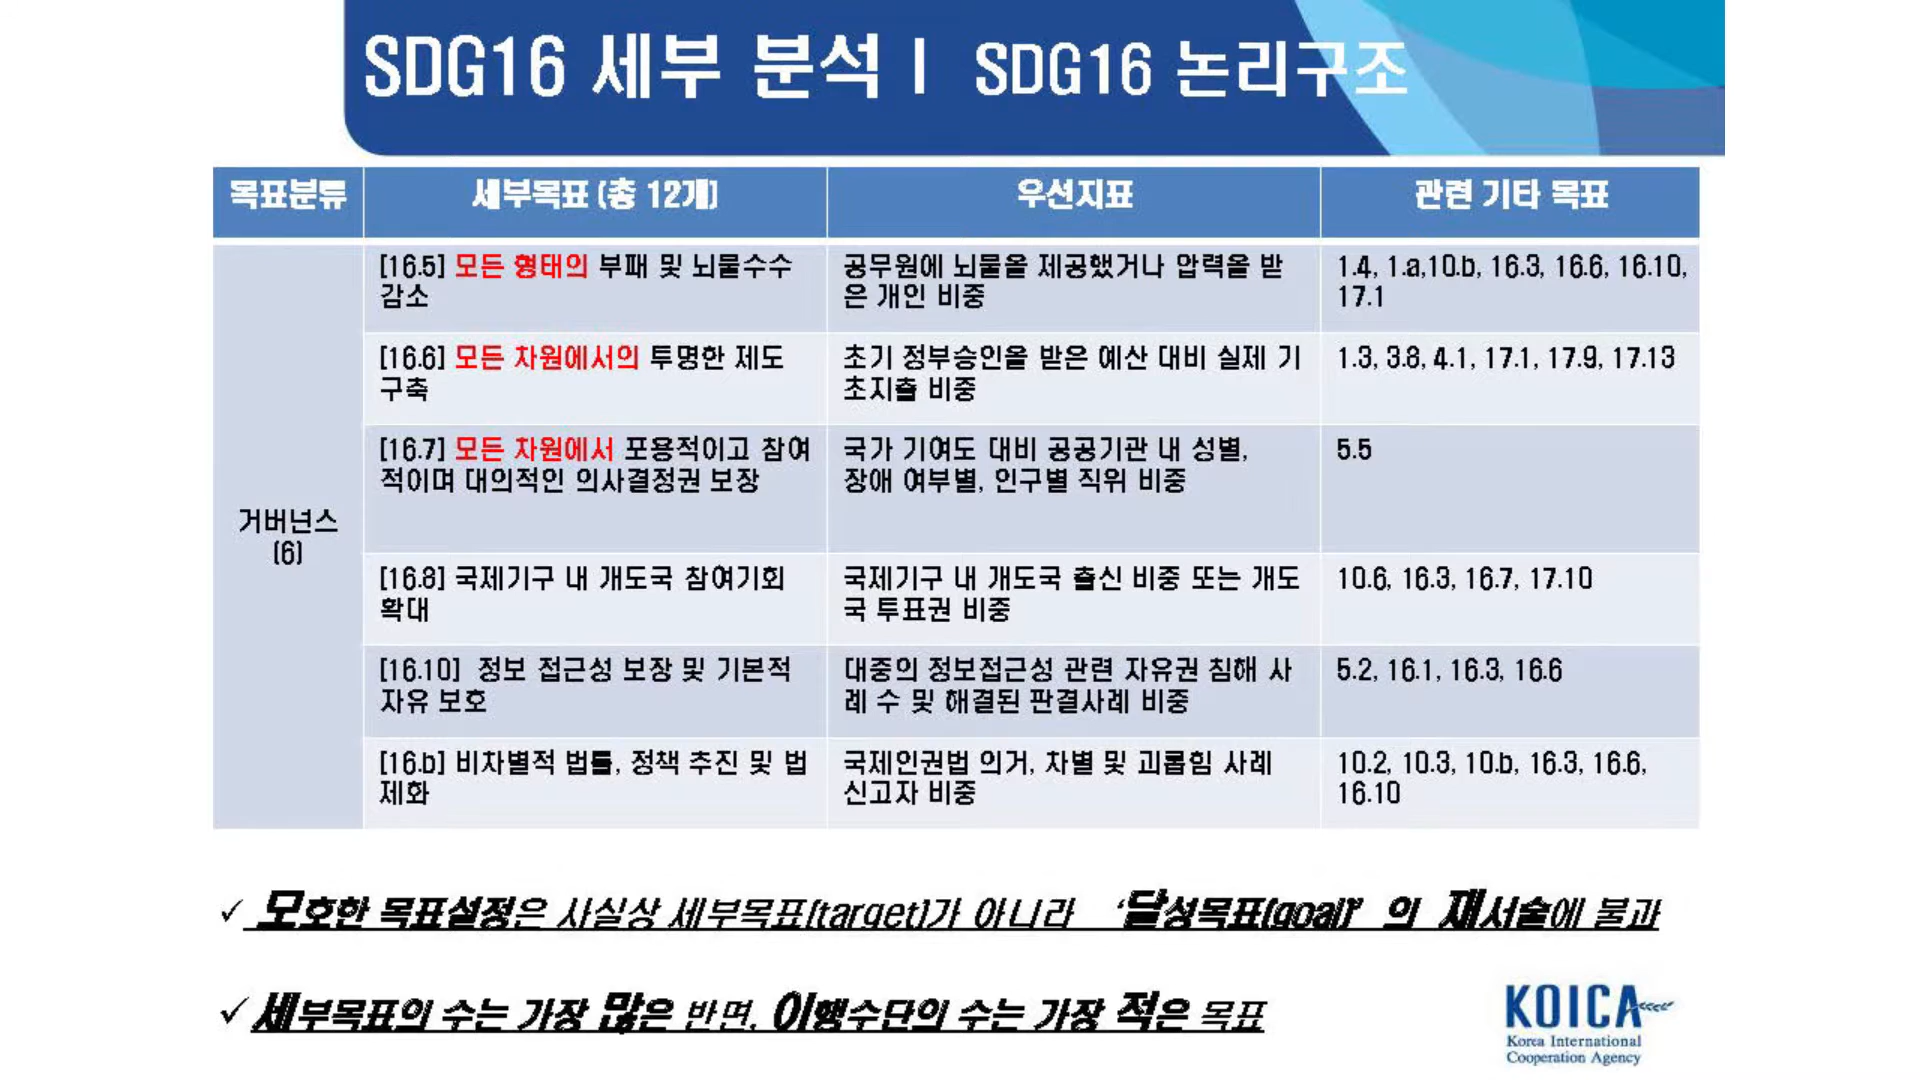 SDG16 세부 분석 I SDG16 논리구조
목표분류 세부목표 (총 12개) 우선지표 관련 기타 목표
거버넌스
(6)
[16.5] 모든 형태의 부패 및 뇌물수수
감소
공무원에 뇌물을 제공했거나 압력을 받
은 개인 비중
1.4, 1.a,10.b, 16.3, 16.6, 16.10,
17.1
[16.6] 모든 차원에서의 투명한 제도
구축
초기 정부승인을 받은 예산 대비 실제 기
초지출 비중
1.3, 3.8, 4.1, 17.1, 17.9, 17.13
[16.7] 모든 차원에서 포용적이고 참여
적이며 대의적인 의사결정권 보장
국가 기여도 대비 공공기관 내 성별,
장애 여부별, 인구별 직위 비중
5.5
[16.8] 국제기구 내 개도국 참여기회
확대
국제기구 내 개도국 출신 비중 또는 개도
국 투표권 비중
10.6, 16.3, 16.7, 17.10
[16.10] 정보 접근성 보장 및 기본적
자유 보호
대중의 정보접근성 관련 자유권 침해 사
례 수 및 해결된 판결사례 비중
5.2, 16.1, 16.3, 16.6
[16.b] 비차별적 법률, 정책 추진 및 법
제화
국제인권법 의거, 차별 및 괴롭힘 사례
신고자 비중
10.2, 10.3, 10.b, 16.3, 16.6,
16.10
✓ 모호한 목표설정은 사실상 세부목표(target)가 아니라 '달성목표(goal)' 의 재서술에 불과
✓ 세부목표의 수는 가장 많은 반면, 이행수단의 수는 가장 적은 목표
KOICA
Korea International
Cooperation Agency